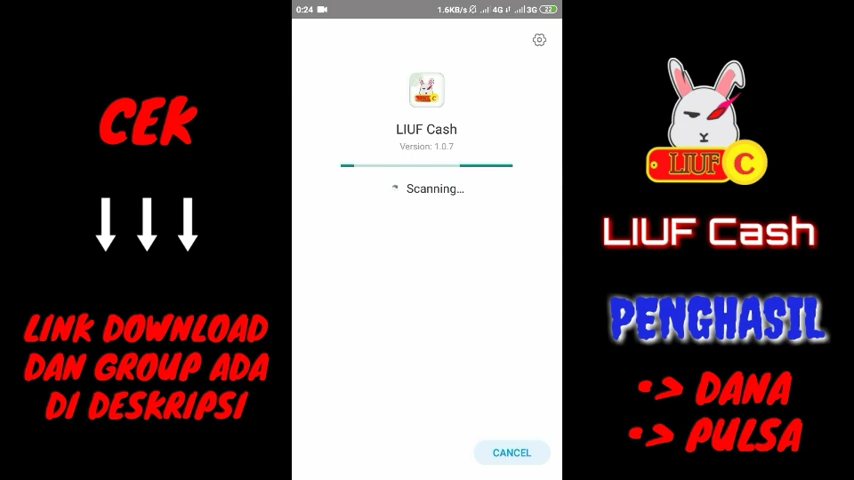 CEK
LINK DOWNLOAD
DAN GROUP ADA
DI DESKRIPSI
0:24
1.6KB/s 4G 3G 22
LIUF Cash
Version: 1.0.7
Scanning...
CANCEL
LIUF C
LIUF Cash
PENGHASIL
•> DANA
•> PULSA